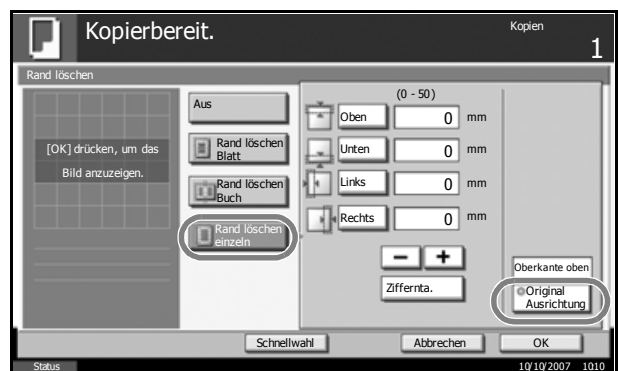 Kopierbereit.
Kopien
1
Rand löschen
[OK] drücken, um das
Bild anzuzeigen.
Aus
Rand löschen
Blatt
Rand löschen
Buch
Rand löschen
einzeln
(0 - 50)
Oben 0 mm
Unten 0 mm
Links 0 mm
Rechts 0 mm
− +
Zifferntа.
Oberkante oben
Original
Ausrichtung
Schnellwahl
Abbrechen
OK
Status
10/10/2007 1010